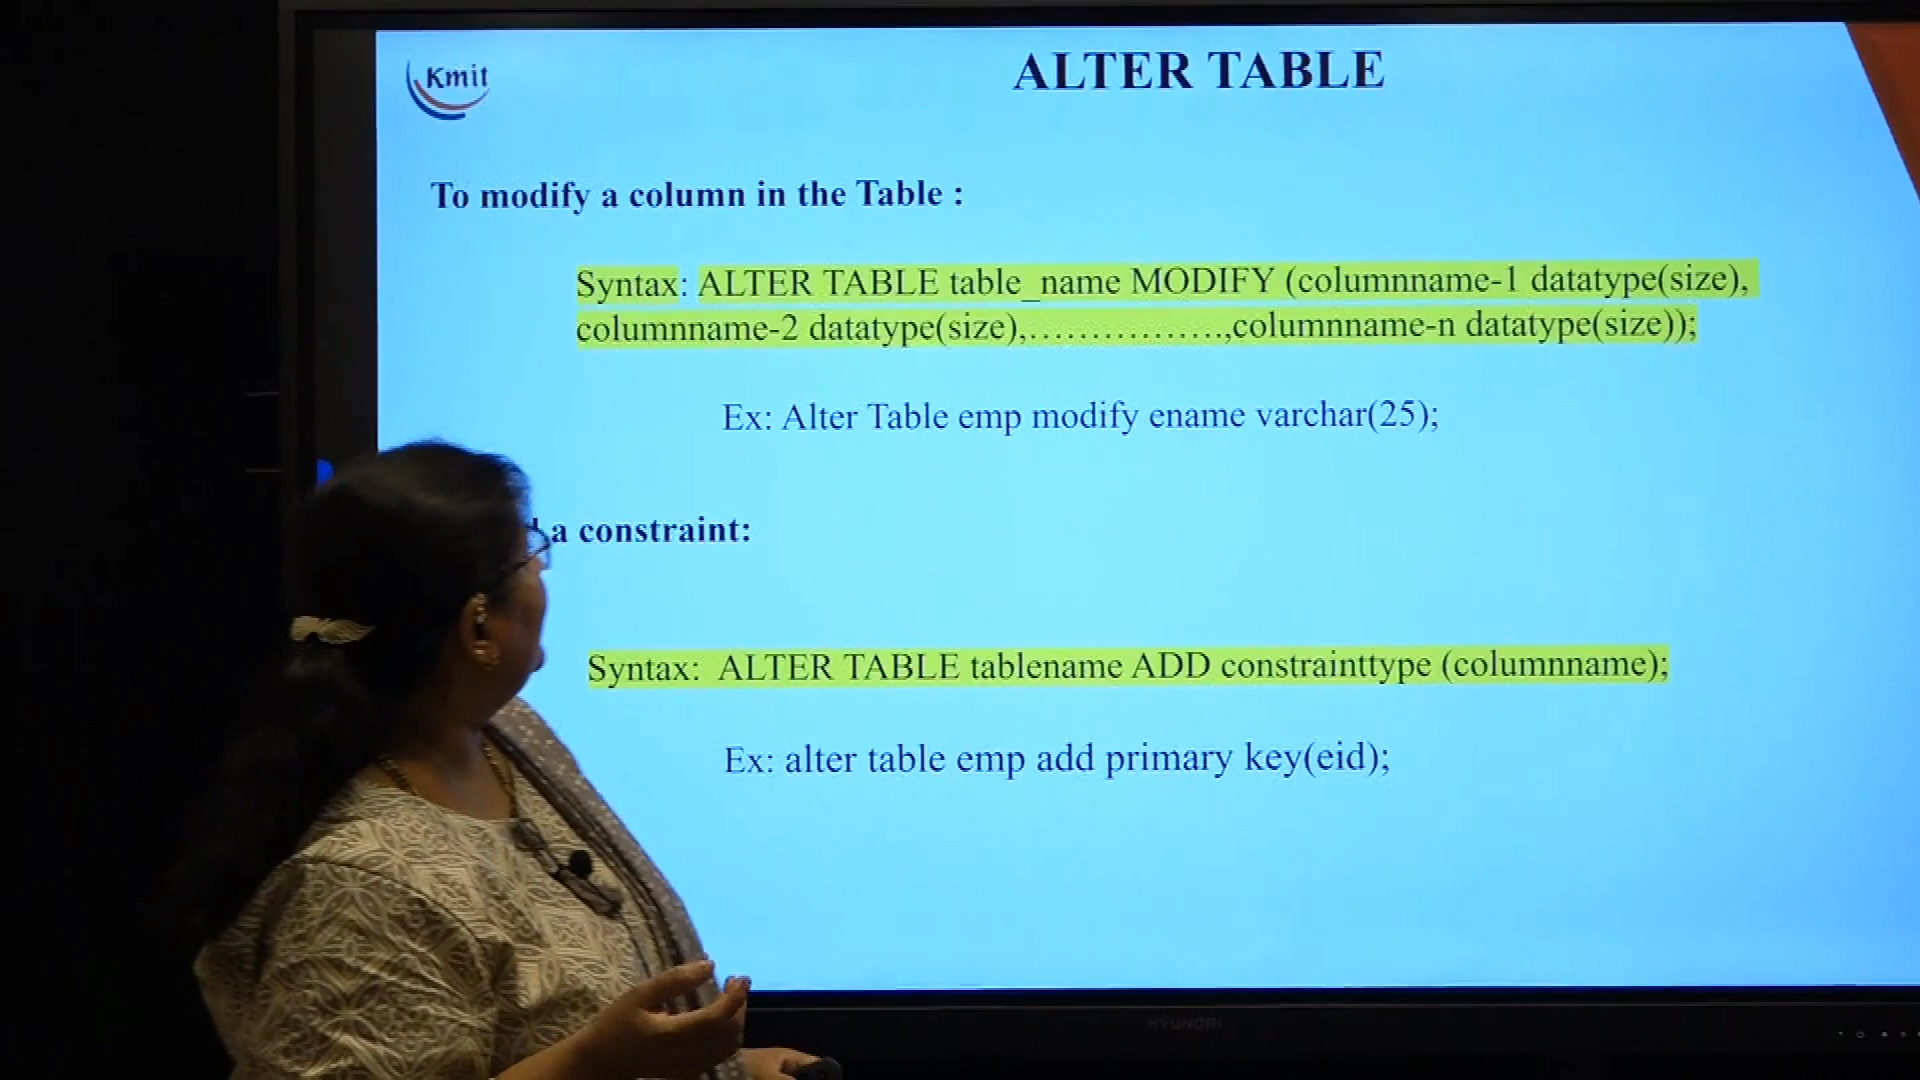 Kmit
ALTER TABLE
To modify a column in the Table :
Syntax: ALTER TABLE table_name MODIFY (columnname-1 datatype(size),
columnname-2 datatype(size),……………..,columnname-n datatype(size));
Ex: Alter Table emp modify ename varchar(25);
a constraint:
Syntax: ALTER TABLE tablename ADD constrainttype (columnname);
Ex: alter table emp add primary key(eid);
HYUNDAI